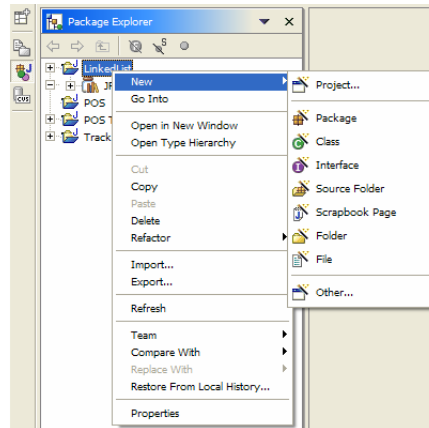 Package Explorer
LinkedList
POS
POS T
Track
New
Go Into
Open in New Window
Open Type Hierarchy
Cut
Copy
Paste
Delete
Refactor
Import...
Export...
Refresh
Team
Compare With
Replace With
Restore From Local History...
Properties
Project...
Package
Class
Interface
Source Folder
Scrapbook Page
Folder
File
Other...
CVS